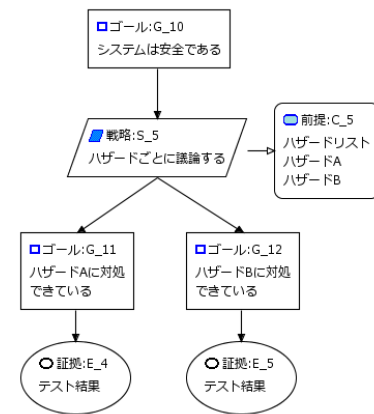 ゴール:G_10
システムは安全である
戦略:S_5
ハザードごとに議論する
前提:C_5
ハザードリスト
ハザードA
ハザードB
ゴール:G_11
ハザードAに対処
できている
ゴール:G_12
ハザードBに対処
できている
証拠:E_4
テスト結果
証拠:E_5
テスト結果